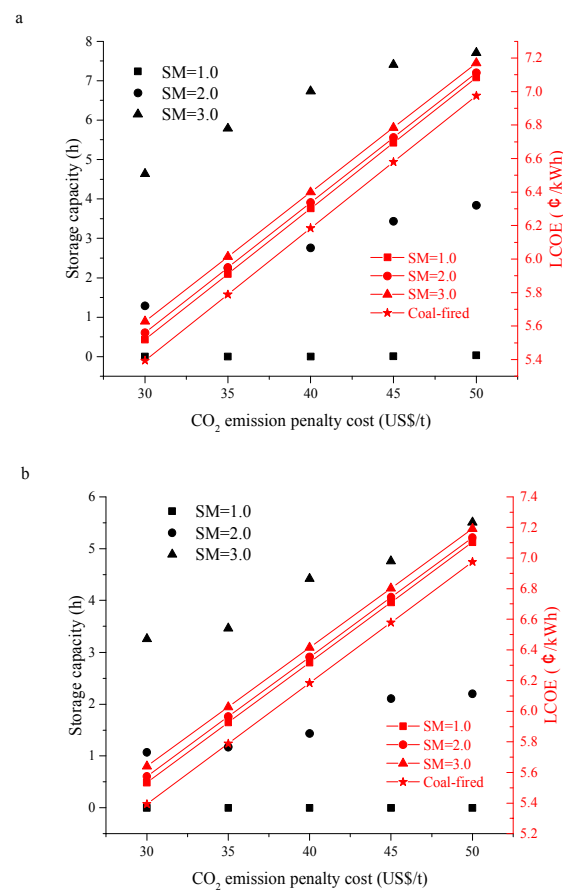 a
8
7
6
5
4
3
2
1
0
Storage capacity (h)
SM=1.0
SM=2.0
SM=3.0
7.2
7.0
6.8
6.6
6.4
6.2
6.0
5.8
5.6
5.4
LCOE ( ¢ /kWh)
SM=1.0
SM=2.0
SM=3.0
Coal-fired
30 35 40 45 50
CO₂ emission penalty cost (US$/t)
b
6
5
4
3
2
1
0
Storage capacity (h)
SM=1.0
SM=2.0
SM=3.0
7.4
7.2
7.0
6.8
6.6
6.4
6.2
6.0
5.8
5.6
5.4
5.2
LCOE ( ¢ /kWh)
SM=1.0
SM=2.0
SM=3.0
Coal-fired
30 35 40 45 50
CO₂ emission penalty cost (US$/t)